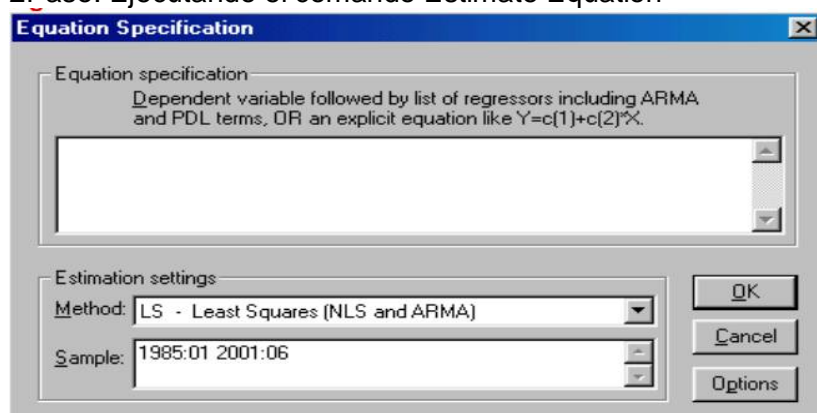 Ejecutando el comando Estimate Equation
Equation Specification
Equation specification
Dependent variable followed by list of regressors including ARMA
and PDL terms, OR an explicit equation like Y=c(1)+c(2)*X.
Estimation settings
Method: LS - Least Squares (NLS and ARMA)
Sample: 1985:01 2001:06
OK
Cancel
Options